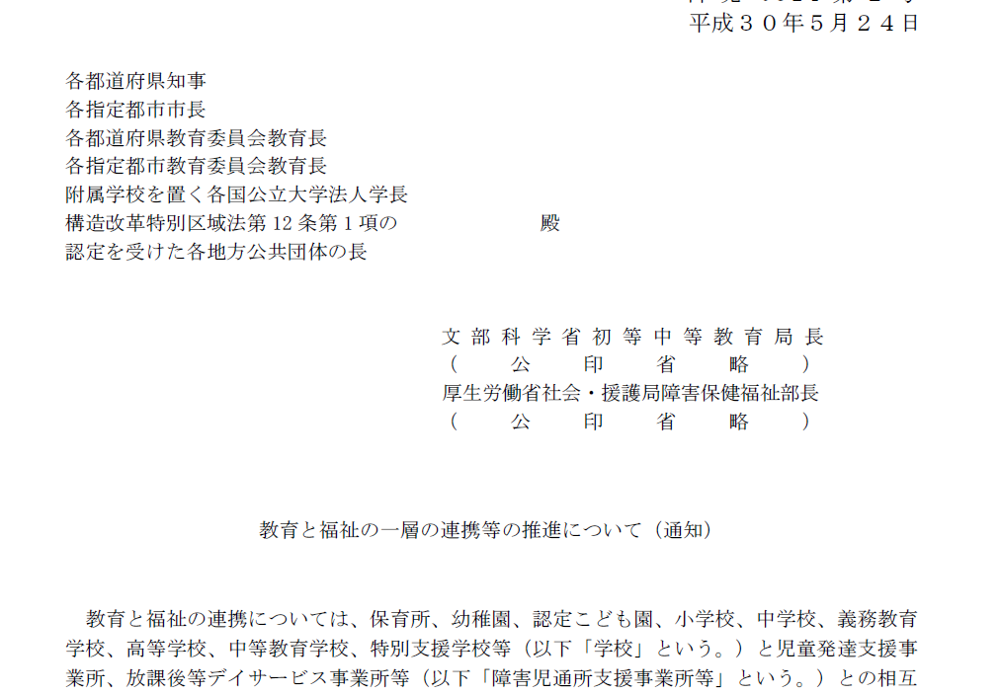 平成３０年５月２４日
各都道府県知事
各指定都市市長
各都道府県教育委員会教育長
各指定都市教育委員会教育長
附属学校を置く各国公立大学法人学長
構造改革特別区域法第 12 条第 1 項の 殿
認定を受けた各地方公共団体の長
文部科学省初等中等教育局長
（公印省略）
厚生労働省社会・援護局障害保健福祉部長
（公印省略）
教育と福祉の一層の連携等の推進について（通知）
教育と福祉の連携については、保育所、幼稚園、認定こども園、小学校、中学校、義務教育
学校、高等学校、中等教育学校、特別支援学校等（以下「学校」という。）と児童発達支援事
業所、放課後等デイサービス事業所等（以下「障害児通所支援事業所等」という。）との相互